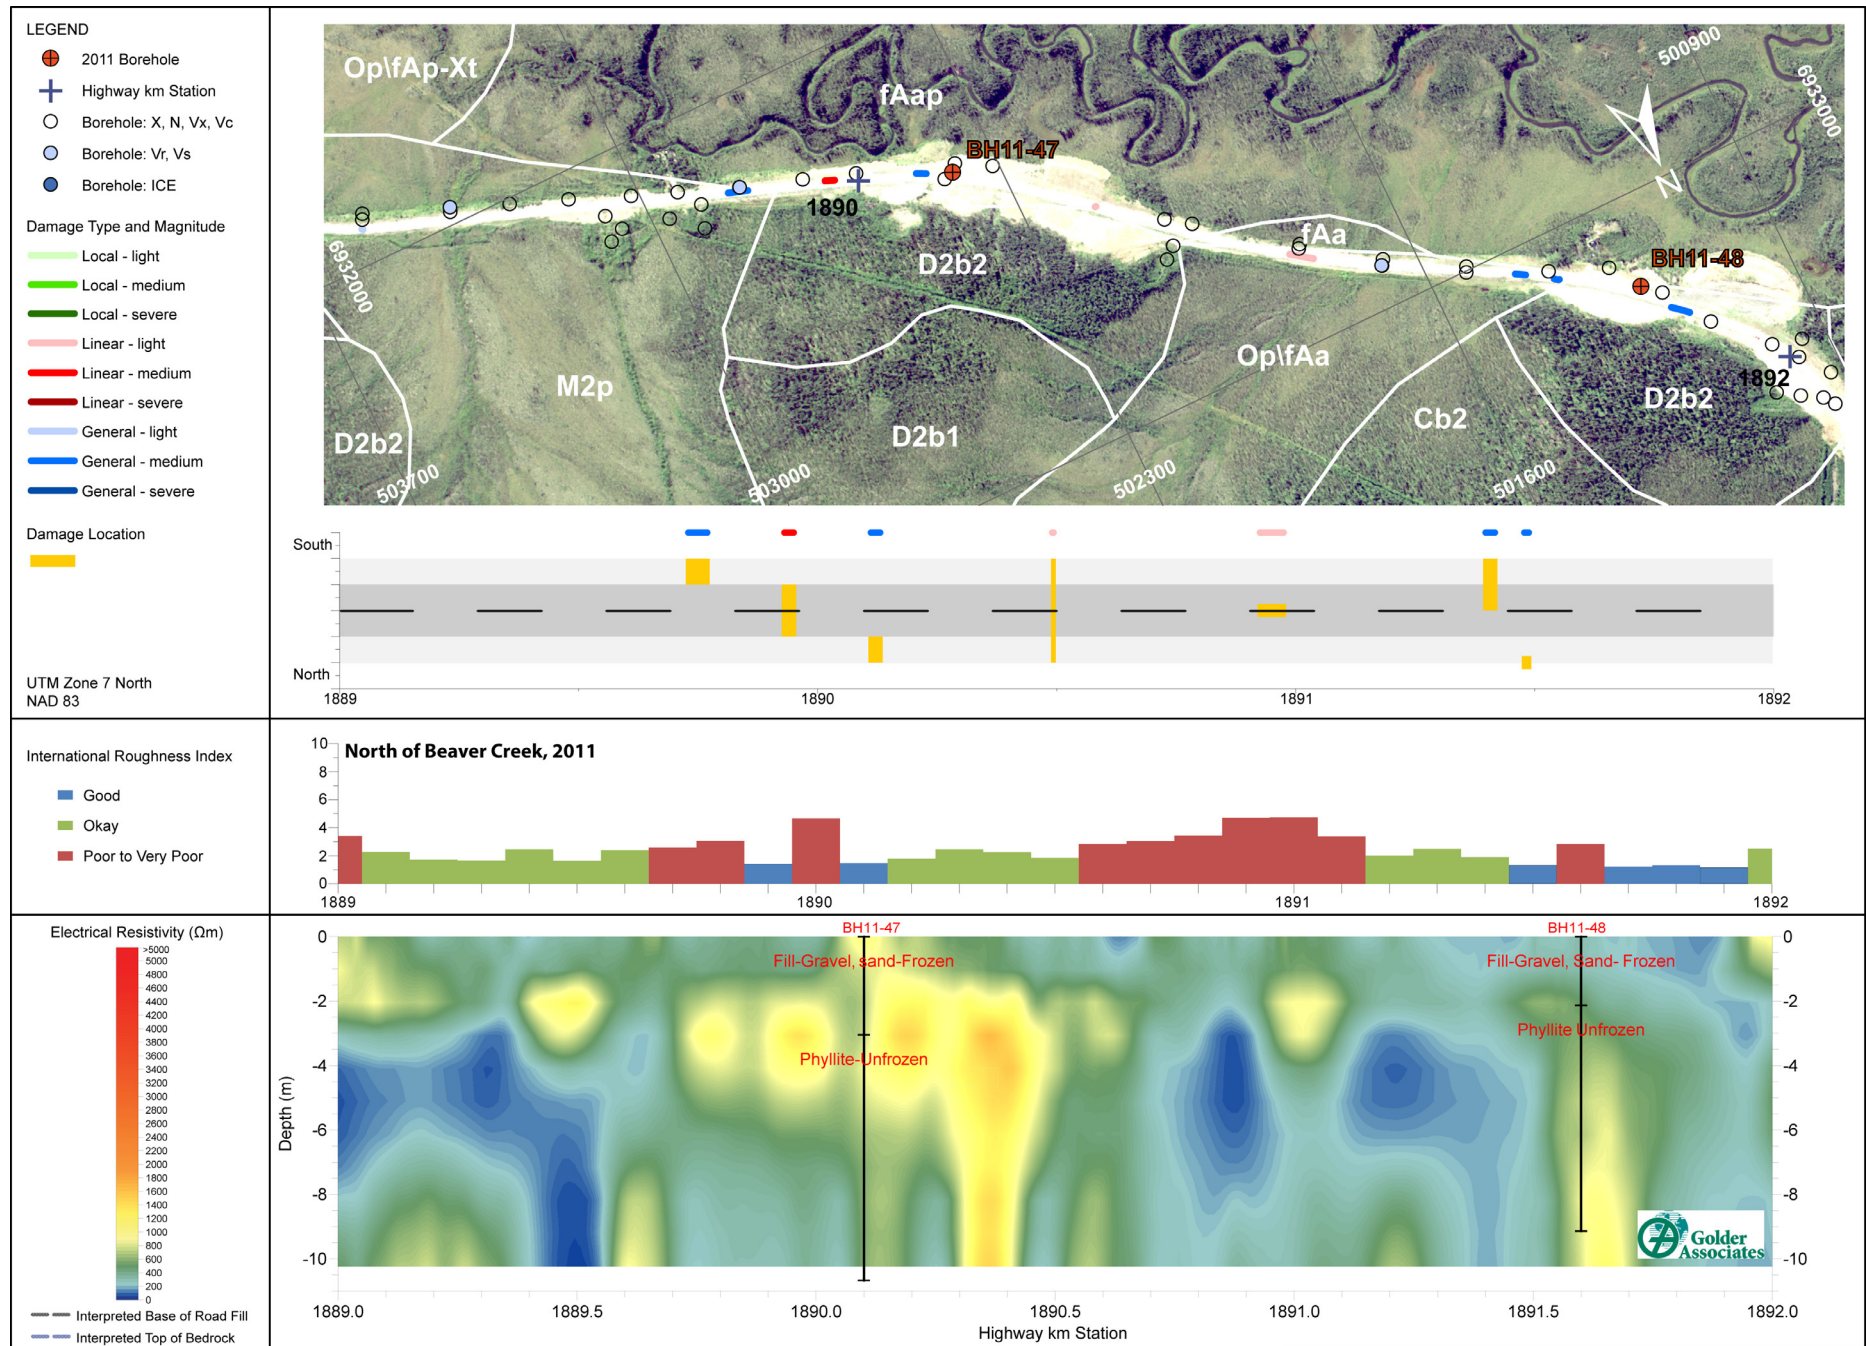 LEGEND
2011 Borehole
Highway km Station
Borehole: X, N, Vx, Vc
Borehole: Vr, Vs
Borehole: ICE
Damage Type and Magnitude
Local - light
Local - medium
Local - severe
Linear - light
Linear - medium
Linear - severe
General - light
General - medium
General - severe
Damage Location
UTM Zone 7 North
NAD 83
Op\fAp-Xt
fAap
500900
6933000
N
BH11-47
1890
fAa
BH11-48
6932000
D2b2
M2p
Op\fAa
1892
D2b2
D2b2
D2b1
Cb2
503700
503000
502300
501600
South
North
1889
1890
1891
1892
International Roughness Index
Good
Okay
Poor to Very Poor
North of Beaver Creek, 2011
10
8
6
4
2
0
1889
1890
1891
1892
Electrical Resistivity (Ωm)
>5000
5000
4800
4600
4400
4200
4000
3800
3600
3400
3200
3000
2800
2600
2400
2200
2000
1800
1600
1400
1200
1000
800
600
400
200
0
Interpreted Base of Road Fill
Interpreted Top of Bedrock
BH11-47
BH11-48
Fill-Gravel, sand-Frozen
Fill-Gravel, Sand- Frozen
Phyllite-Unfrozen
Phyllite Unfrozen
Depth (m)
0
-2
-4
-6
-8
-10
0
-2
-4
-6
-8
-10
Golder
Associates
1889.0
1889.5
1890.0
1890.5
1891.0
1891.5
1892.0
Highway km Station